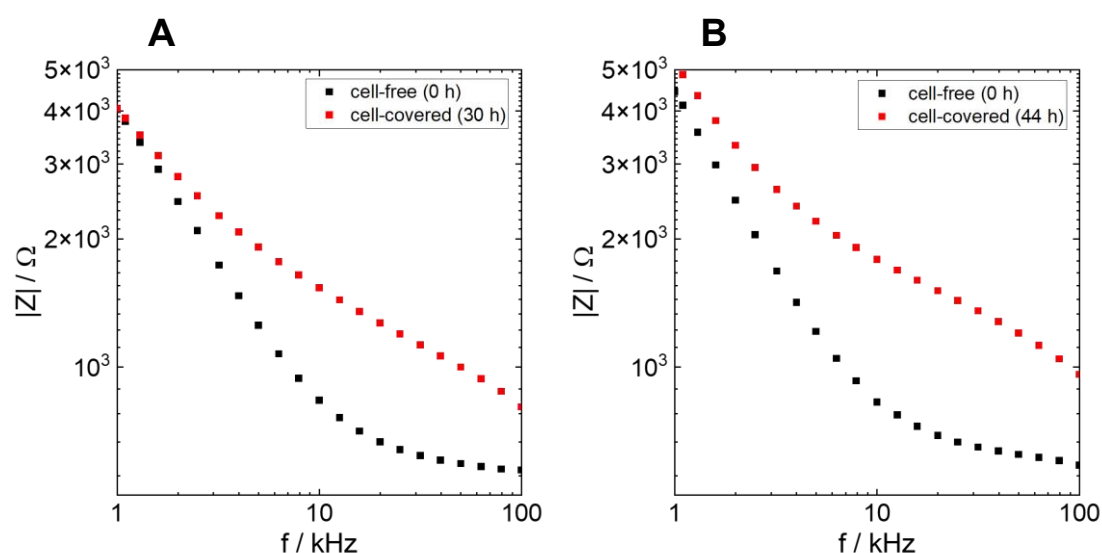 A
5×10³
4×10³
3×10³
2×10³
10³
|Z| / Ω
cell-free (0 h)
cell-covered (30 h)
1
10
100
f / kHz
B
5×10³
4×10³
3×10³
2×10³
10³
|Z| / Ω
cell-free (0 h)
cell-covered (44 h)
1
10
100
f / kHz